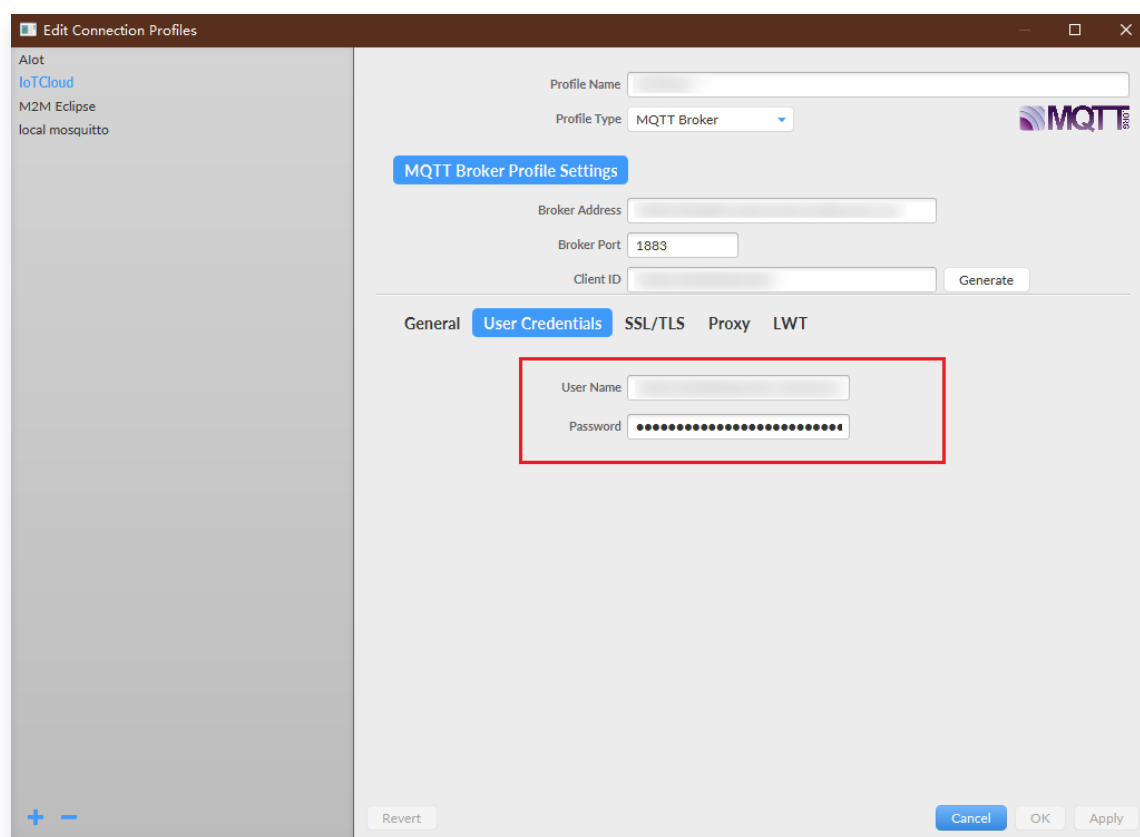 Edit Connection Profiles
AIot
IoTCloud
M2M Eclipse
local mosquitto
Profile Name
Profile Type MQTT Broker
MQTT.ORG
MQTT Broker Profile Settings
Broker Address
Broker Port 1883
Client ID Generate
General User Credentials SSL/TLS Proxy LWT
User Name
Password ••••••••••••••••••••••••••
Revert Cancel OK Apply